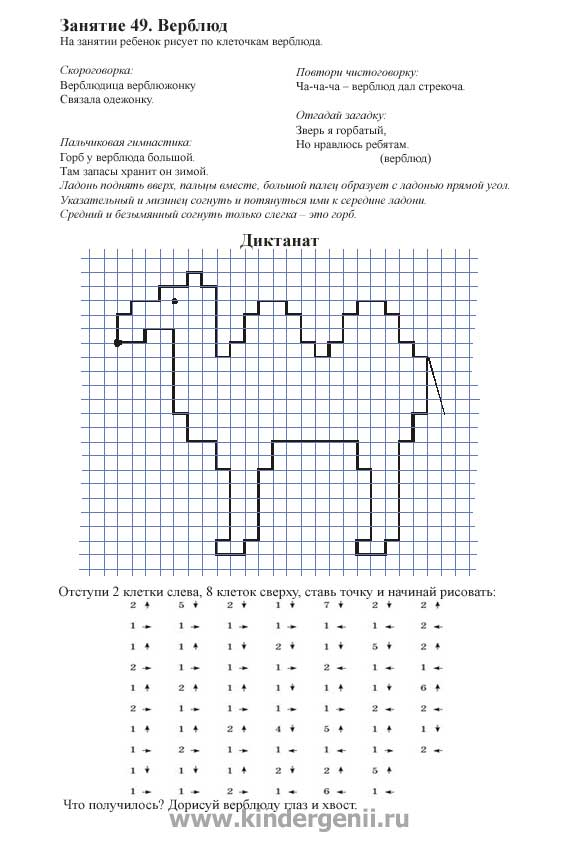 Занятие 49. Верблюд
На занятии ребенок рисует по клеточкам верблюда.
Скороговорка:
Верблюдица верблюжонку
Связала одежонку.
Повтори чистоговорку:
Ча-ча-ча – верблюд дал стрекоча.
Отгадай загадку:
Зверь я горбатый,
Но нравлюсь ребятам.
(верблюд)
Пальчиковая гимнастика:
Горб у верблюда большой.
Там запасы хранит он зимой.
Ладонь поднять вверх, пальцы вместе, большой палец образует с ладонью прямой угол.
Указательный и мизинец согнуть и потянуться ими к середине ладони.
Средний и безымянный согнуть только слегка – это горб.
Диктанат
Отступи 2 клетки слева, 8 клеток сверху, ставь точку и начинай рисовать:
2 ↑ 5 ↓ 2 ↓ 1 ↓ 7 ↓ 2 ↓ 2 ↑
1 → 1 → 1 → 1 → 1 ← 1 ← 2 ←
1 ↑ 1 ↑ 1 ↓ 2 ↓ 1 ↓ 5 ↓ 2 ↑
2 → 1 → 1 → 1 → 2 ← 1 ← 1 ←
1 ↑ 2 ↑ 1 ↑ 1 ↓ 1 ↑ 1 ↓ 6 ↑
2 → 1 → 1 → 1 → 1 → 2 ← 2 ←
1 ↑ 1 ↑ 2 ↑ 4 ↓ 5 ↑ 1 ↑ 1 ↓
1 → 2 → 1 → 1 ← 1 ← 1 → 2 ←
1 ↓ 1 ↓ 1 ↑ 2 ↓ 2 ↑ 5 ↑
1 → 1 → 2 → 1 ← 6 ← 1 ←
Что получилось? Дорисуй верблюду глаз и хвост.
www.kindergenii.ru